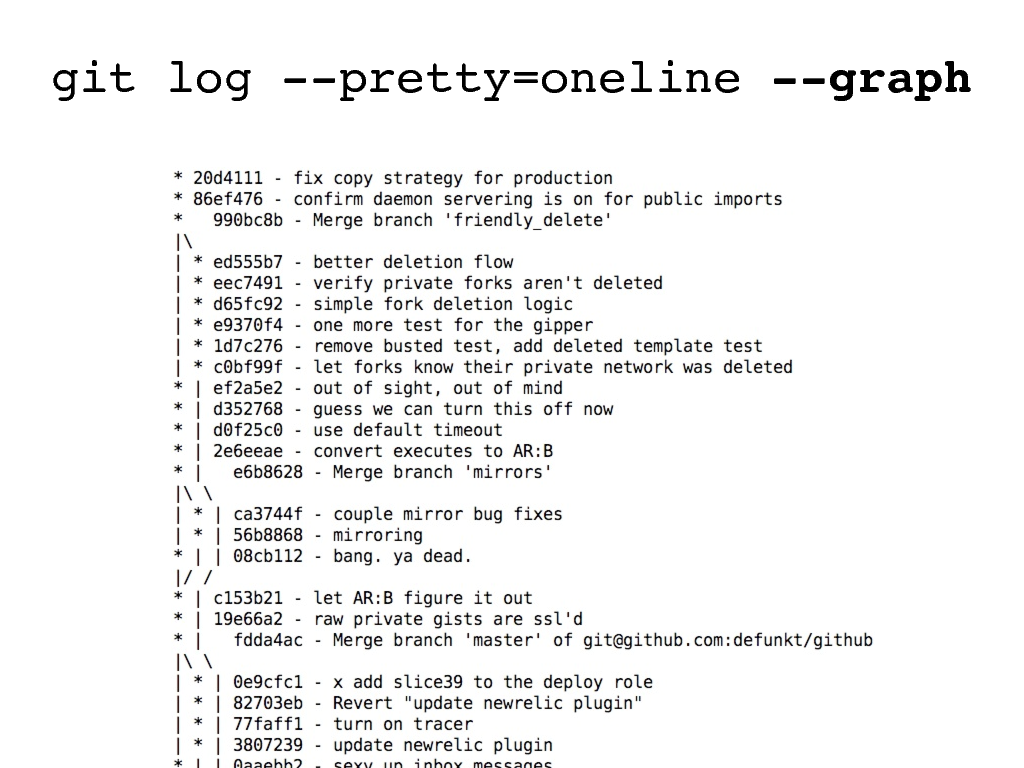 git log --pretty=oneline --graph
* 20d4111 - fix copy strategy for production
* 86ef476 - confirm daemon servering is on for public imports
*   990bc8b - Merge branch 'friendly_delete'
|\
| * ed555b7 - better deletion flow
| * eec7491 - verify private forks aren't deleted
| * d65fc92 - simple fork deletion logic
| * e9370f4 - one more test for the gipper
| * 1d7c276 - remove busted test, add deleted template test
| * c0bf99f - let forks know their private network was deleted
* | ef2a5e2 - out of sight, out of mind
* | d352768 - guess we can turn this off now
* | d0f25c0 - use default timeout
* | 2e6eeae - convert executes to AR:B
* |   e6b8628 - Merge branch 'mirrors'
|\ \
| * | ca3744f - couple mirror bug fixes
| * | 56b8868 - mirroring
* | | 08cb112 - bang. ya dead.
|/ /
* | c153b21 - let AR:B figure it out
* | 19e66a2 - raw private gists are ssl'd
* |   fdda4ac - Merge branch 'master' of git@github.com:defunkt/github
|\ \
| * | 0e9cfc1 - x add slice39 to the deploy role
| * | 82703eb - Revert "update newrelic plugin"
| * | 77faff1 - turn on tracer
| * | 3807239 - update newrelic plugin
* | | 0aaebb2 - sexy up inbox messages